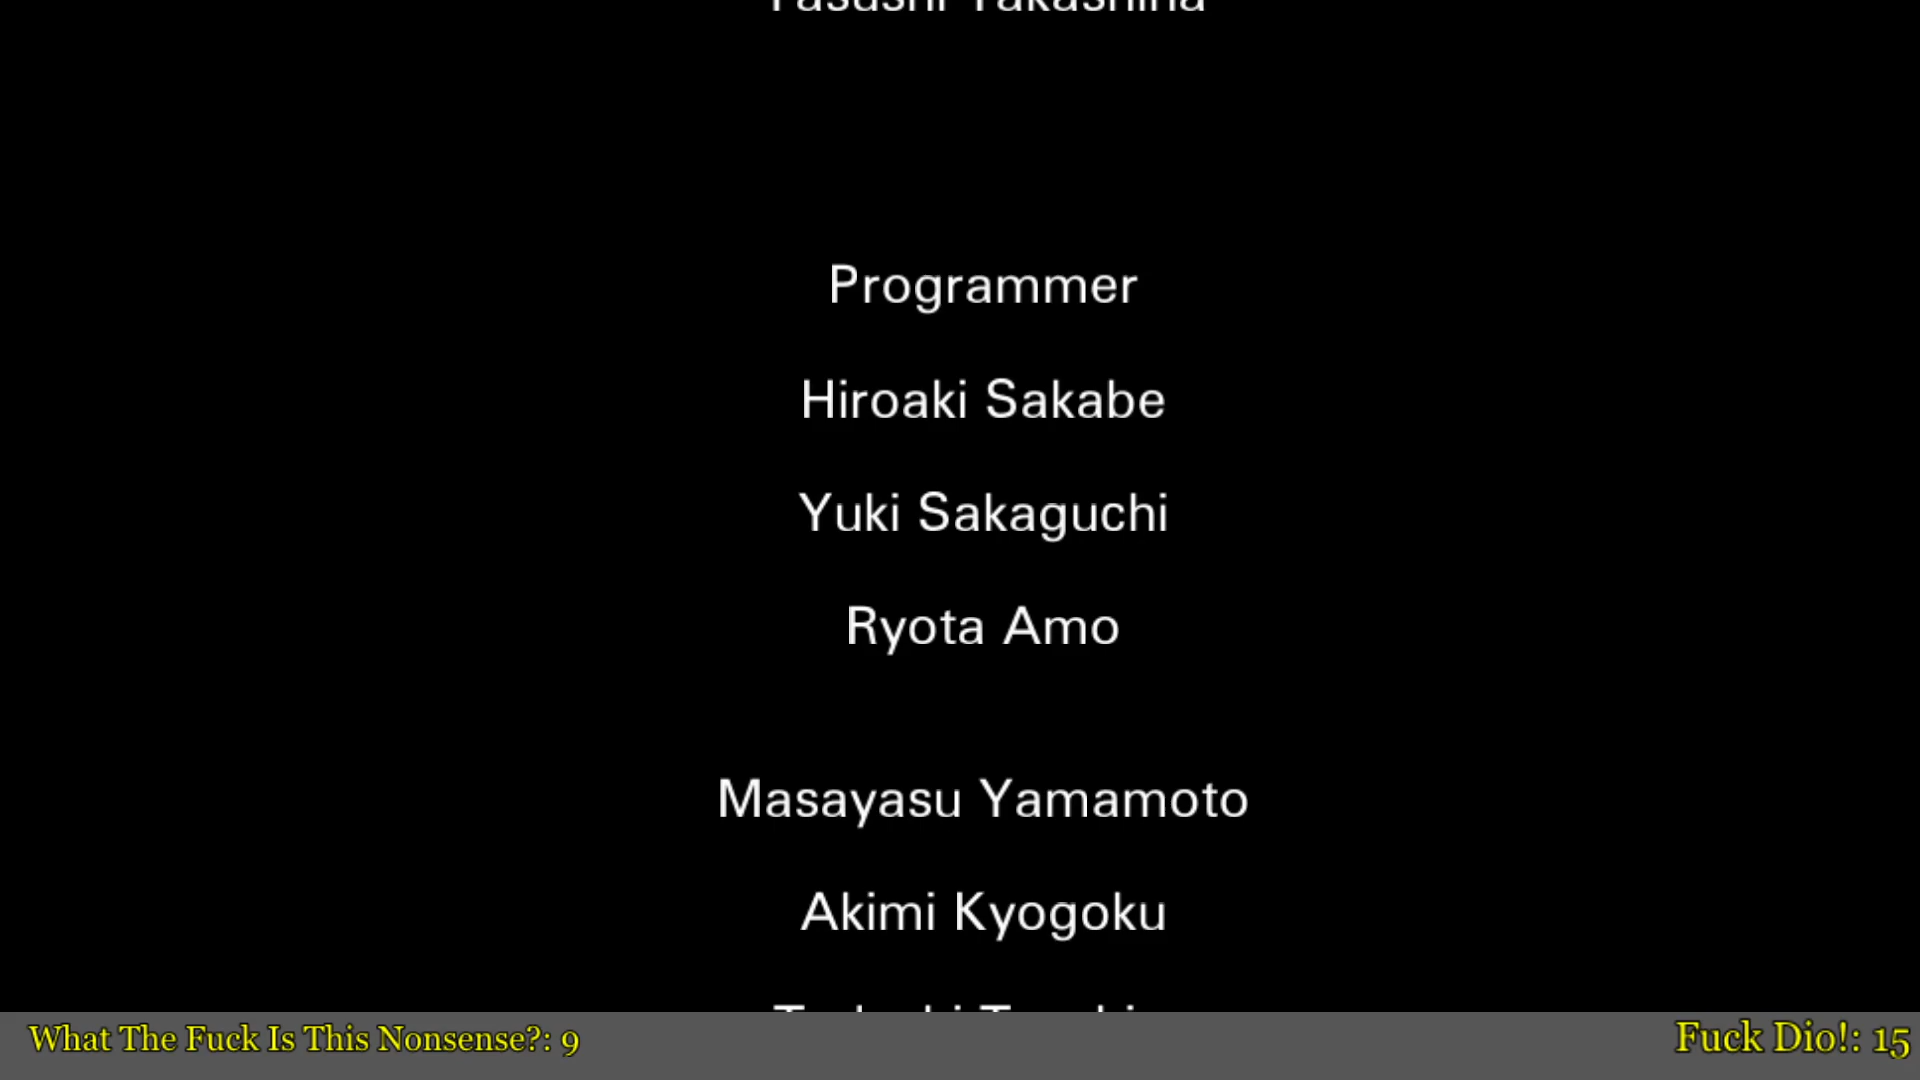 Programmer
Hiroaki Sakabe
Yuki Sakaguchi
Ryota Amo
Masayasu Yamamoto
Akimi Kyogoku
What The Fuck Is This Nonsense?: 9
Fuck Dio!: 15